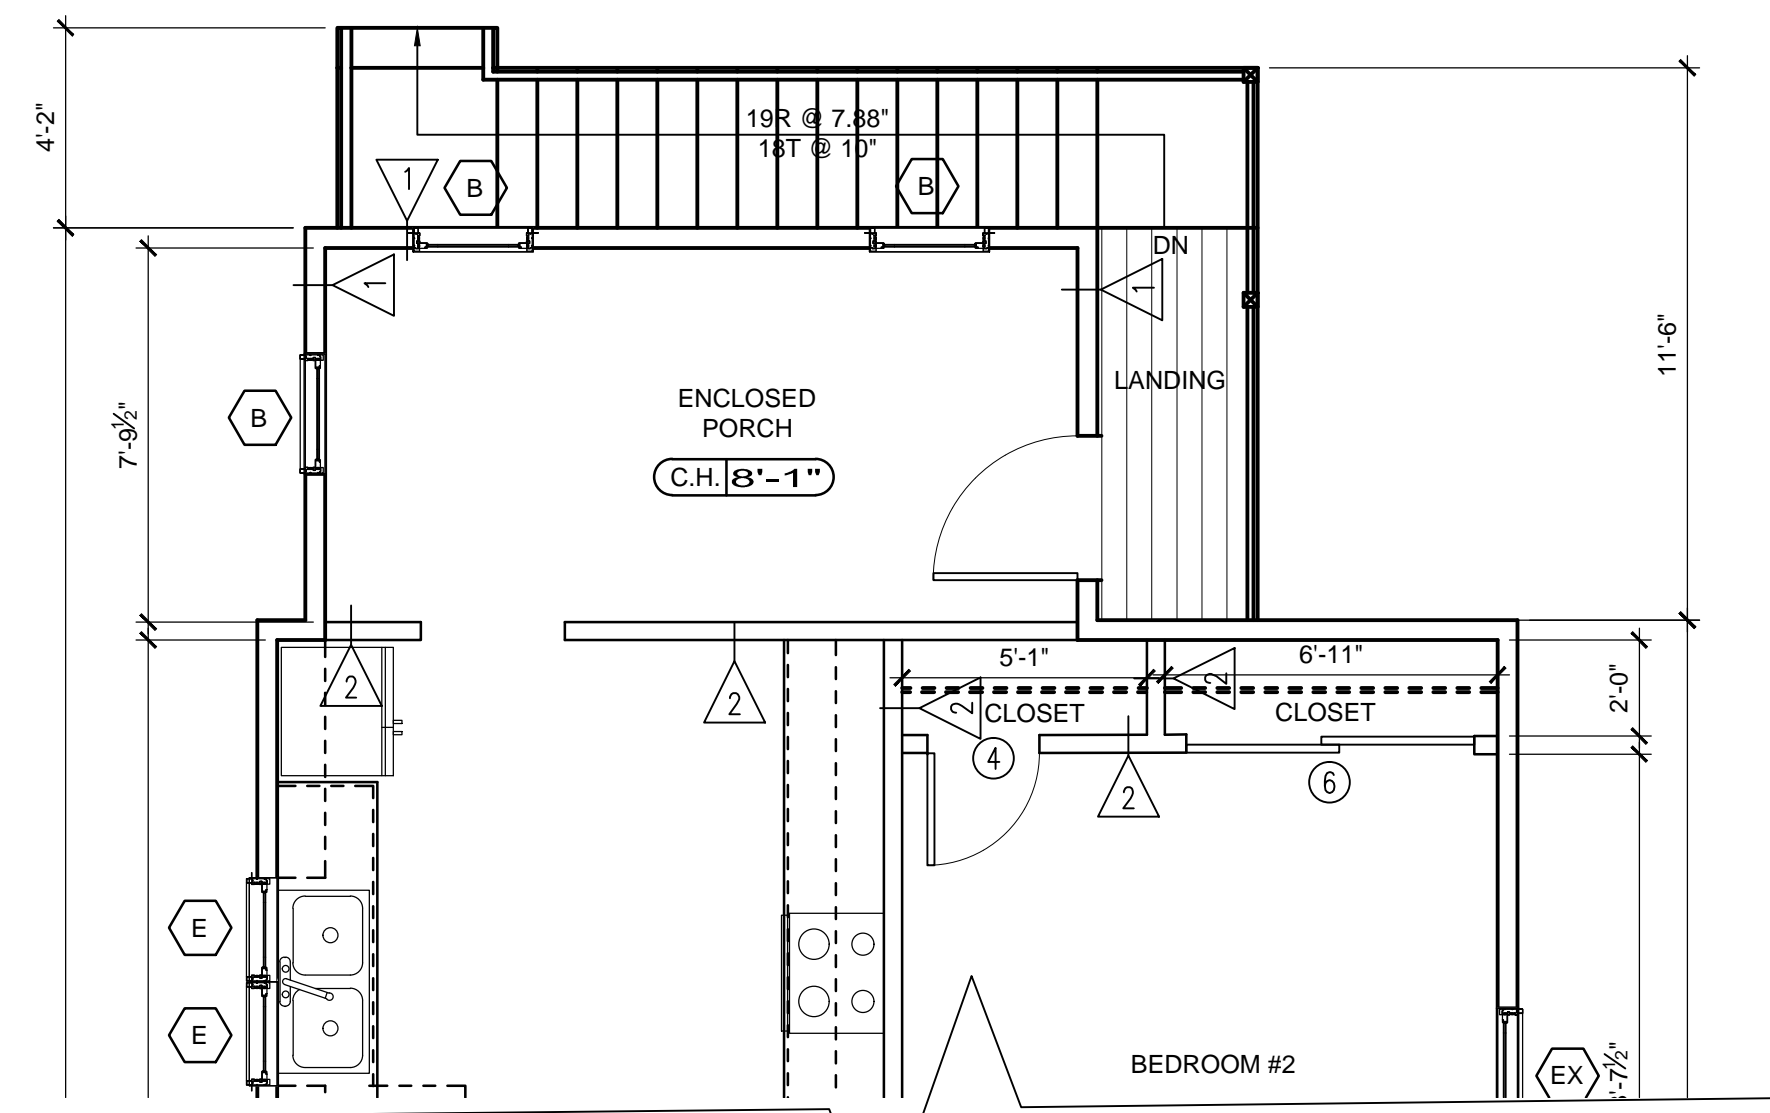 4'-2"
19R @ 7.88"
18T @ 10"
1
B
B
DN
1
1
11'-6"
LANDING
7'-9½"
B
ENCLOSED
PORCH
C.H. 8'-1"
5'-1"
6'-11"
2
2
2
2
2'-0"
CLOSET
CLOSET
4
6
2
E
E
BEDROOM #2
EX